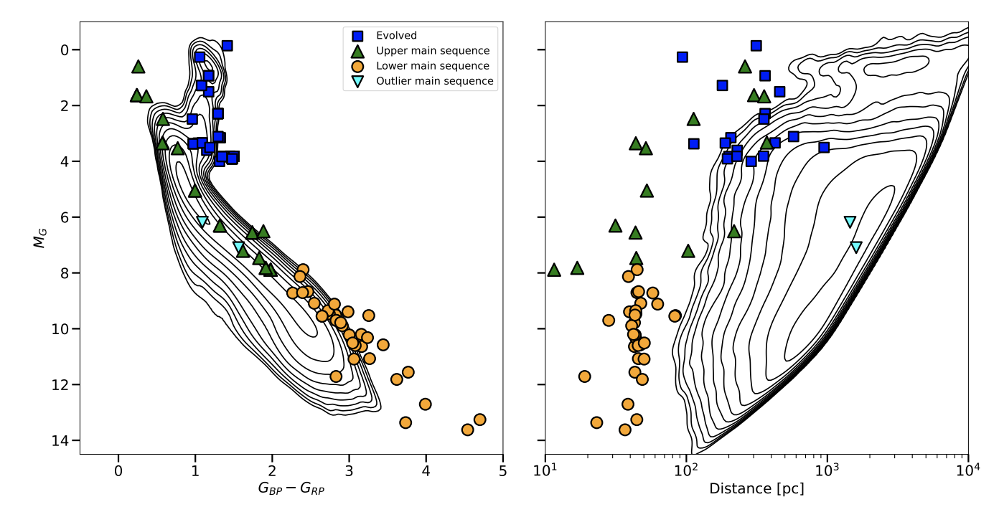 Evolved
Upper main sequence
Lower main sequence
Outlier main sequence
0
2
4
6
8
10
12
14
M_G
0 1 2 3 4 5
G_BP − G_RP
10^1 10^2 10^3 10^4
Distance [pc]